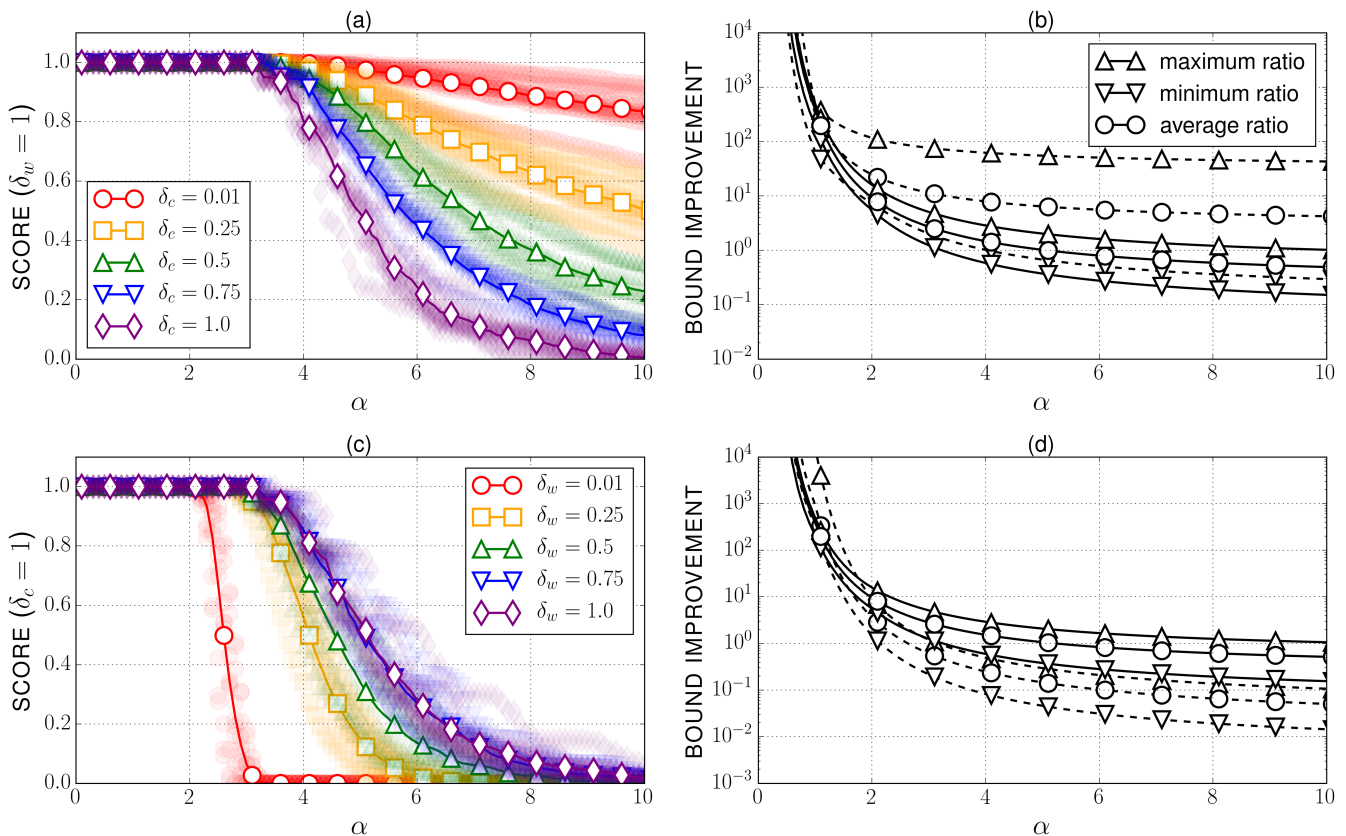 (a)
SCORE (δ_w = 1)
1.0
0.8
0.6
0.4
0.2
0.0
δ_c = 0.01
δ_c = 0.25
δ_c = 0.5
δ_c = 0.75
δ_c = 1.0
0 2 4 6 8 10
α
(b)
BOUND IMPROVEMENT
10^4
10^3
10^2
10^1
10^0
10^−1
10^−2
maximum ratio
minimum ratio
average ratio
0 2 4 6 8 10
α
(c)
SCORE (δ_c = 1)
1.0
0.8
0.6
0.4
0.2
0.0
δ_w = 0.01
δ_w = 0.25
δ_w = 0.5
δ_w = 0.75
δ_w = 1.0
0 2 4 6 8 10
α
(d)
BOUND IMPROVEMENT
10^4
10^3
10^2
10^1
10^0
10^−1
10^−2
10^−3
0 2 4 6 8 10
α